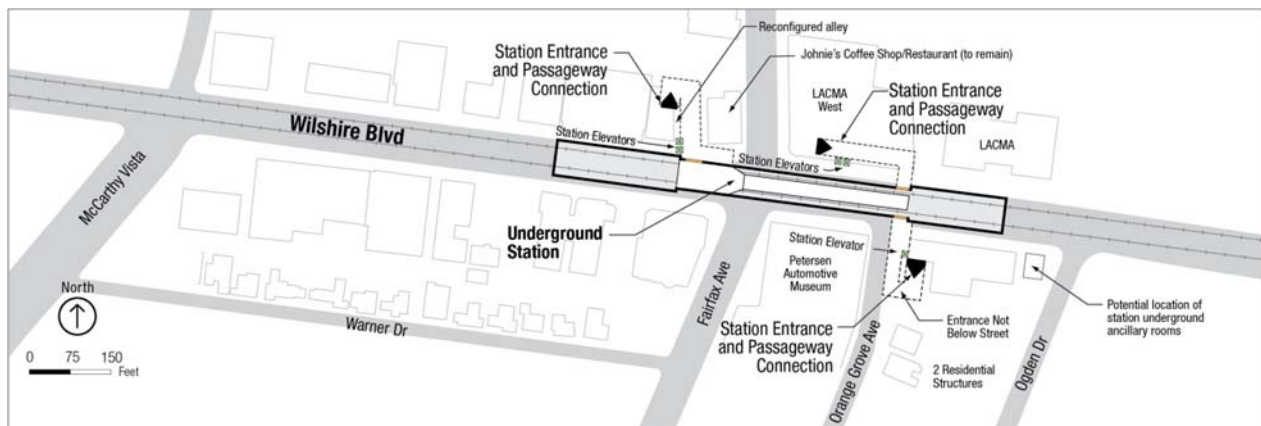 Reconfigured alley
Station Entrance
and Passageway
Connection
Johnie's Coffee Shop/Restaurant (to remain)
LACMA
West
Station Entrance
and Passageway
Connection
LACMA
Wilshire Blvd
Station Elevators
Station Elevators
McCarthy Vista
Underground
Station
Station Elevator
Petersen
Automotive
Museum
Fairfax Ave
North
Warner Dr
0 75 150
Feet
Station Entrance
and Passageway
Connection
Orange Grove Ave
Entrance Not
Below Street
2 Residential
Structures
Ogden Dr
Potential location of
station underground
ancillary rooms